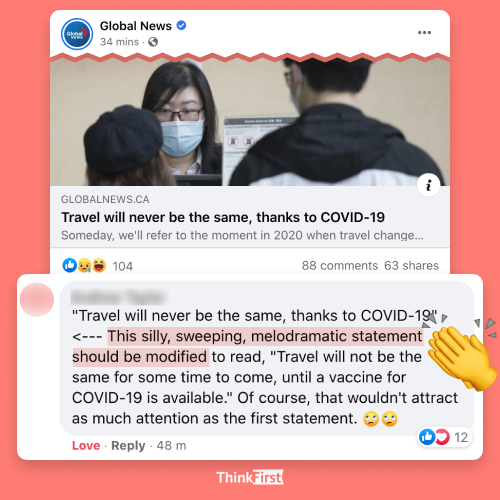 Global News
34 mins ·
Global
NEWS
GLOBALNEWS.CA
Travel will never be the same, thanks to COVID-19
Someday, we'll refer to the moment in 2020 when travel change...
104
88 comments 63 shares
"Travel will never be the same, thanks to COVID-19!"
<--- This silly, sweeping, melodramatic statement
should be modified to read, "Travel will not be the
same for some time to come, until a vaccine for
COVID-19 is available." Of course, that wouldn't attract
as much attention as the first statement. 🙄🙄
Love · Reply · 48 m
12
ThinkFirst